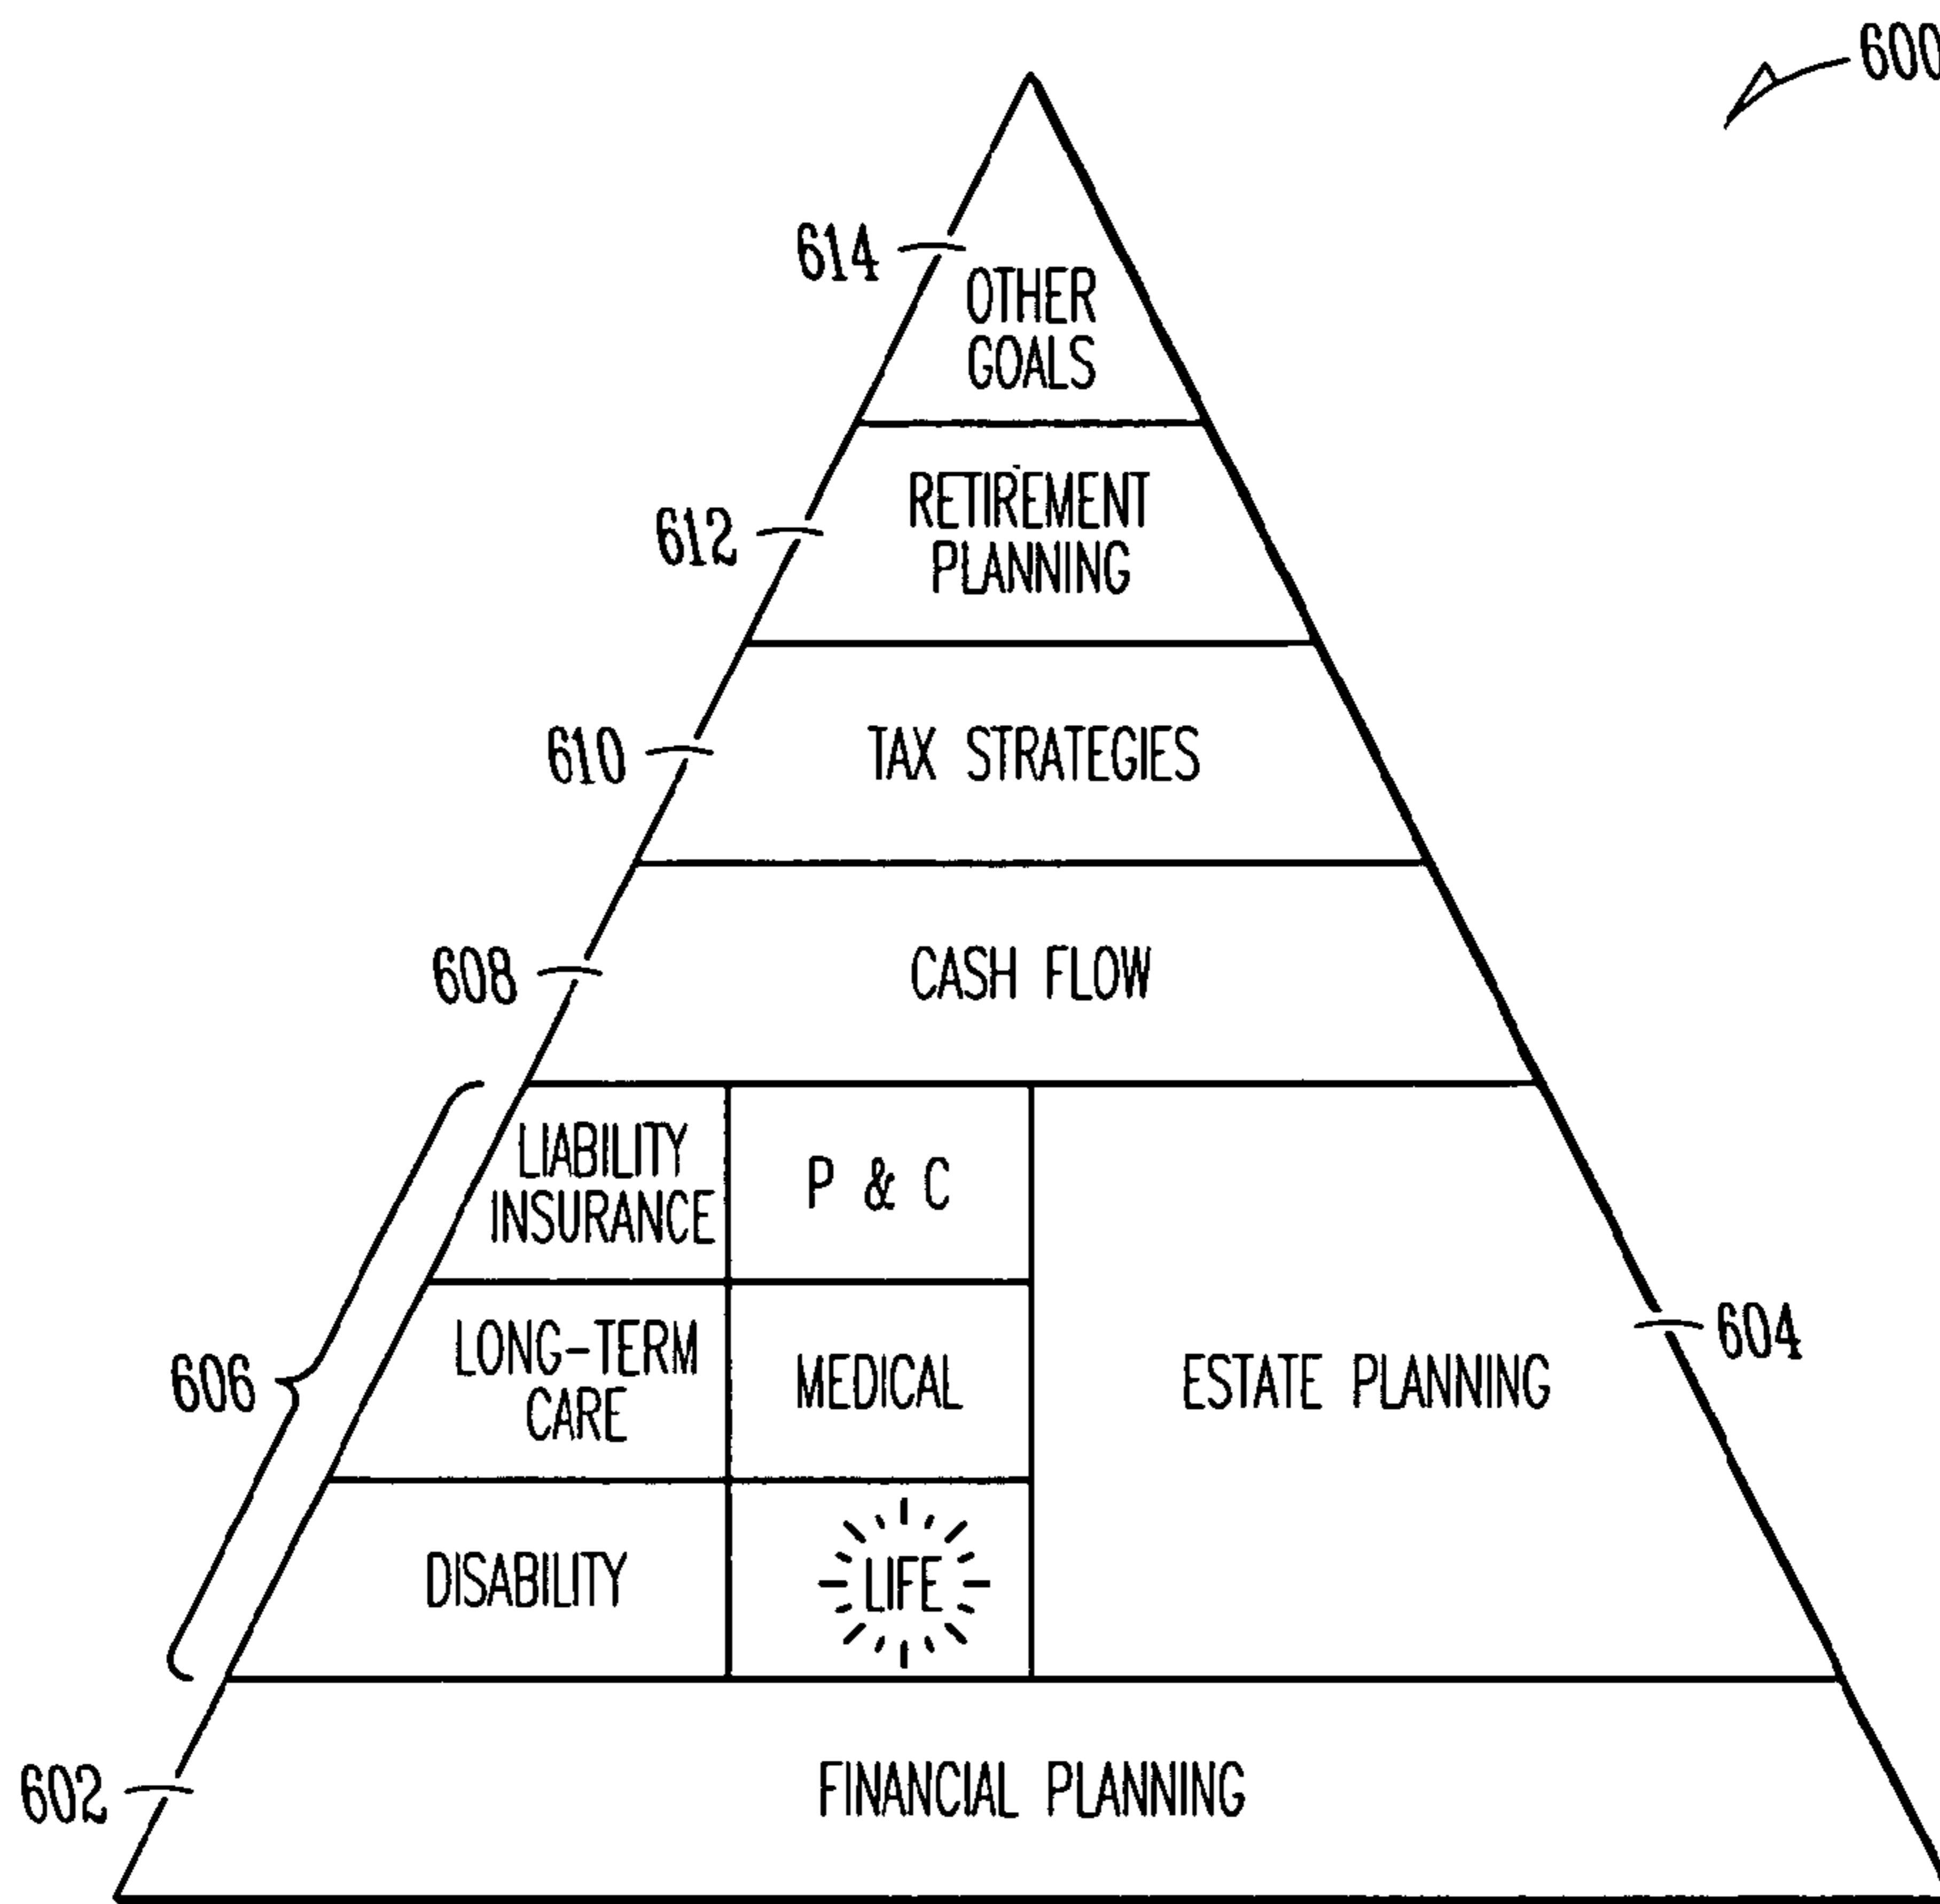 600
614
OTHER
GOALS
612
RETIREMENT
PLANNING
610
TAX STRATEGIES
608
CASH FLOW
606
LIABILITY
INSURANCE
P & C
LONG-TERM
CARE
MEDICAL
DISABILITY
LIFE
ESTATE PLANNING
604
602
FINANCIAL PLANNING